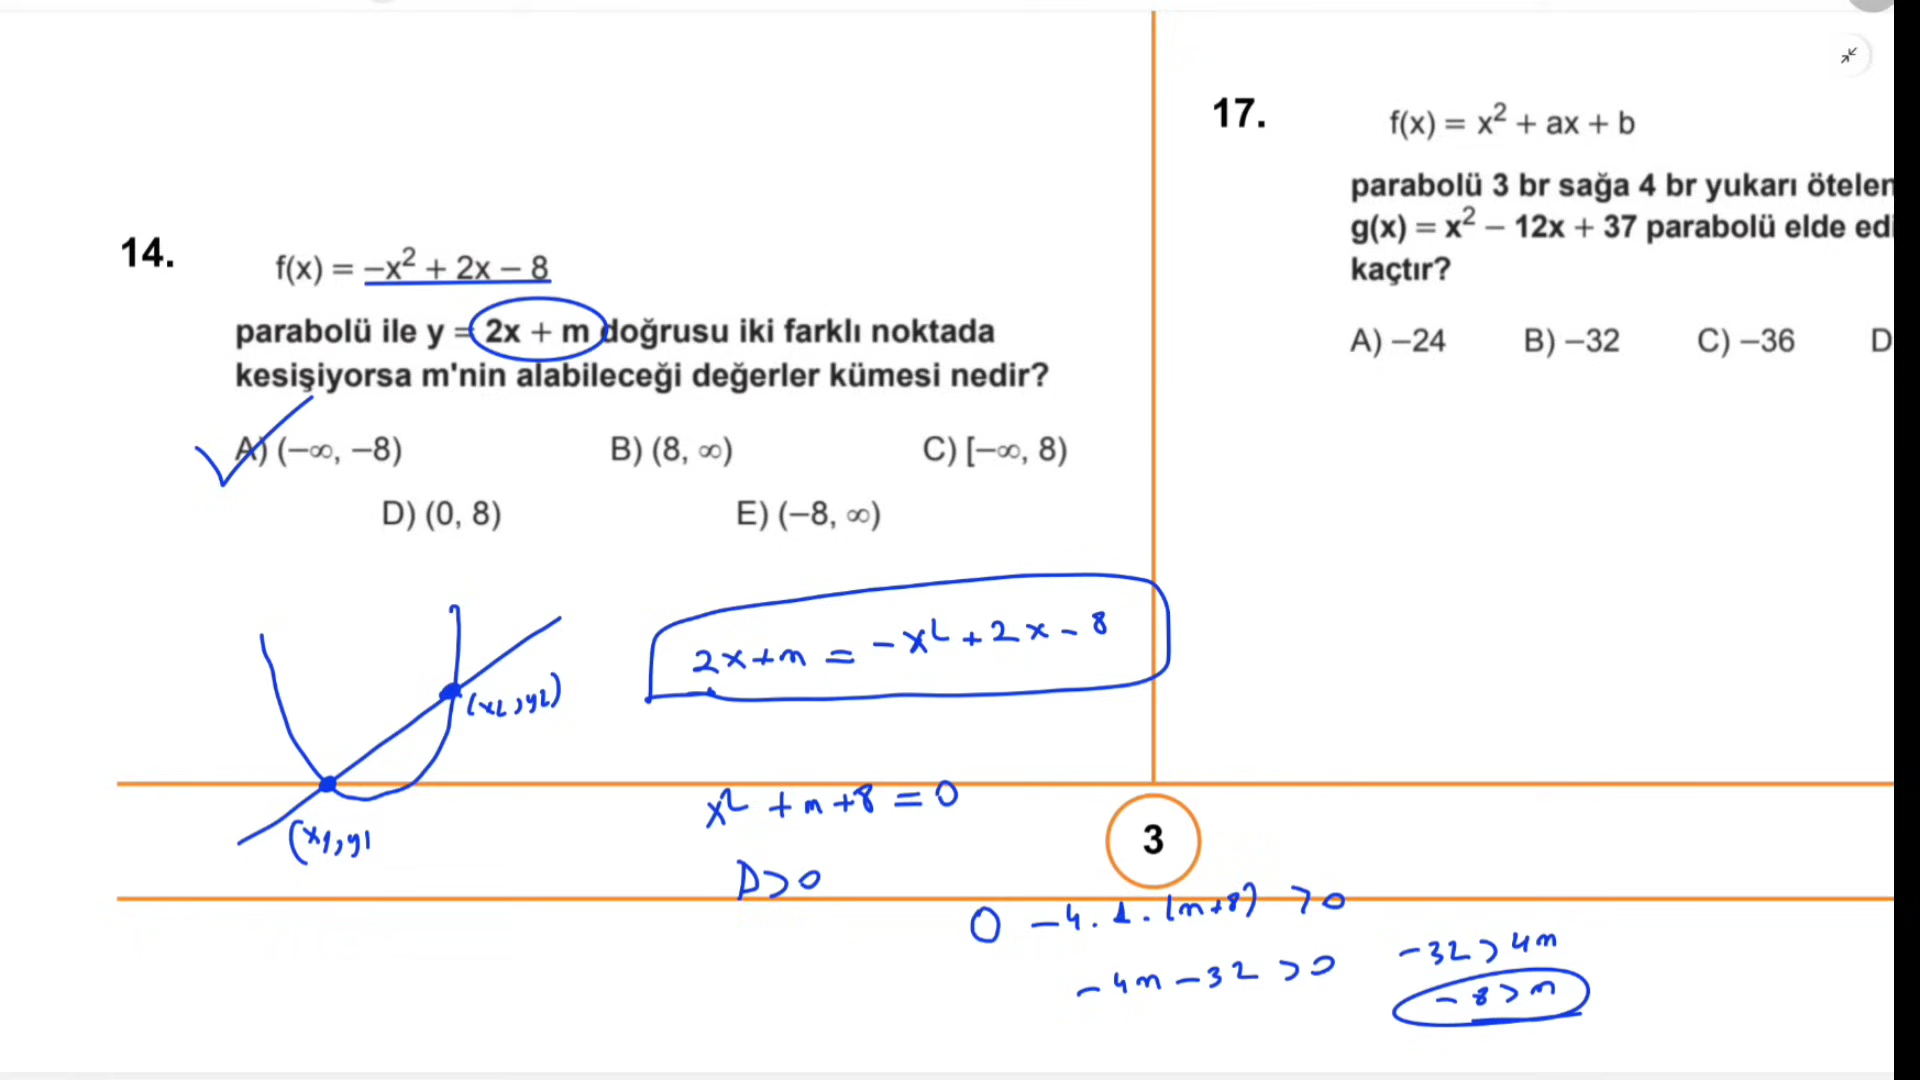 14.
f(x) = –x² + 2x – 8
parabolü ile y = 2x + m doğrusu iki farklı noktada
kesişiyorsa m'nin alabileceği değerler kümesi nedir?
A) (–∞, –8) B) (8, ∞) C) [–∞, 8)
D) (0, 8) E) (–8, ∞)
2x+m = -x²+2x-8
(x2,y2)
(x1,y1
x² + m+8 = 0
D>0
0 -4.1.(m+8) >0
-4m-32 >0
-32>4m
-8>m
3
17.
f(x) = x² + ax + b
parabolü 3 br sağa 4 br yukarı ötelen
g(x) = x² – 12x + 37 parabolü elde edi
kaçtır?
A) –24 B) –32 C) –36 D